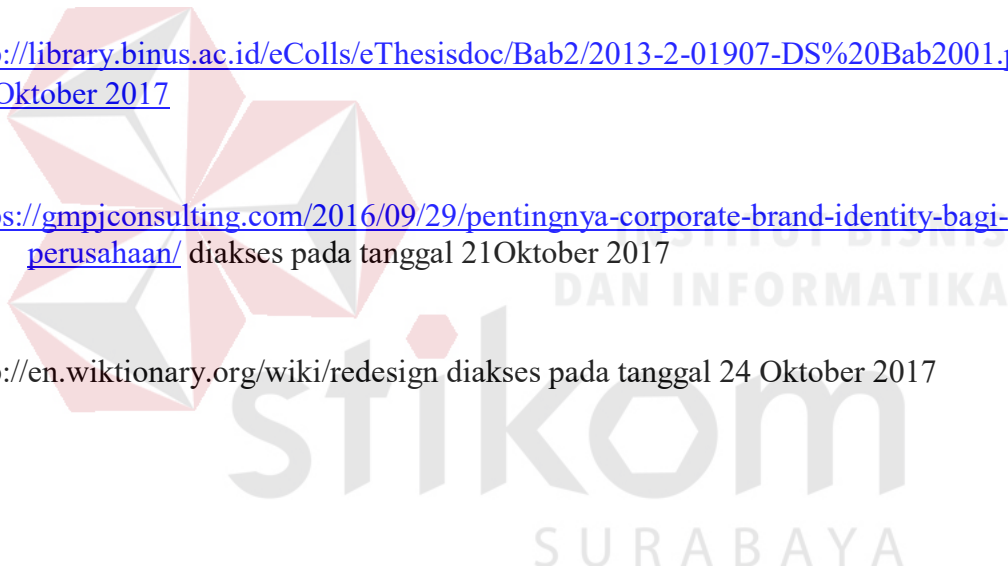 ://library.binus.ac.id/eColls/eThesisdoc/Bab2/2013-2-01907-DS%20Bab2001.p
Oktober 2017
ps://gmpjconsulting.com/2016/09/29/pentingnya-corporate-brand-identity-bagi-
perusahaan/ diakses pada tanggal 21Oktober 2017
DAN INFORMATIKA
://en.wiktionary.org/wiki/redesign diakses pada tanggal 24 Oktober 2017
stikom
SURABAYA